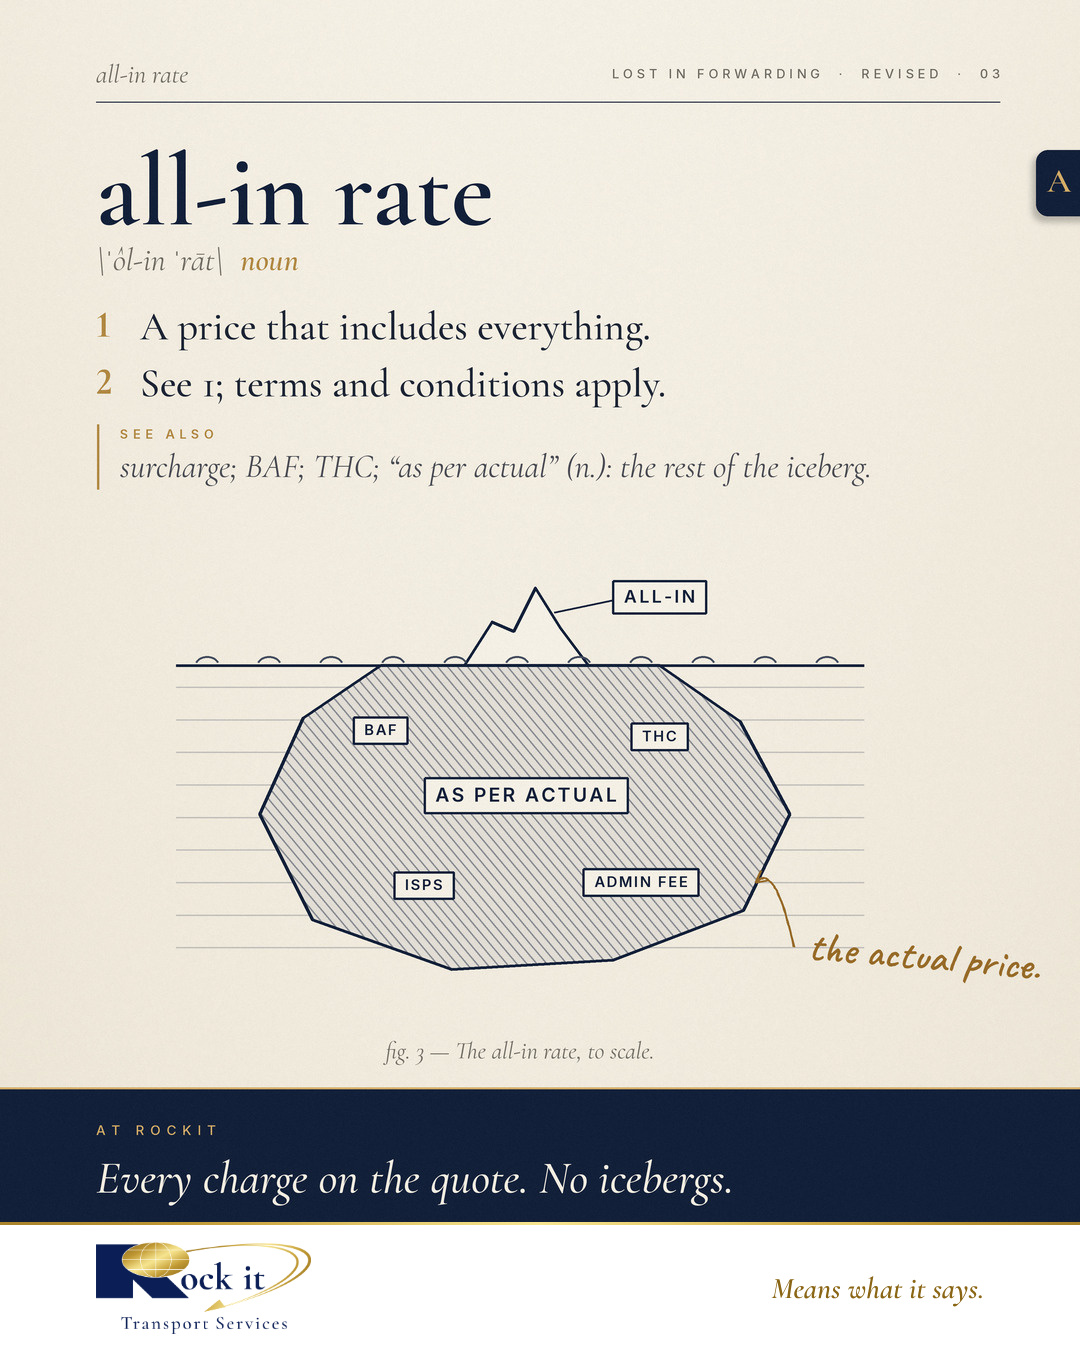 all-in rate
LOST IN FORWARDING · REVISED · 03
A
all-in rate
\ˈôl-in ˈrāt\ noun
1 A price that includes everything.
2 See 1; terms and conditions apply.
SEE ALSO
surcharge; BAF; THC; “as per actual” (n.): the rest of the iceberg.
ALL-IN
BAF
THC
AS PER ACTUAL
ISPS
ADMIN FEE
the actual price.
fig. 3 — The all-in rate, to scale.
AT ROCKIT
Every charge on the quote. No icebergs.
Rock it
Transport Services
Means what it says.